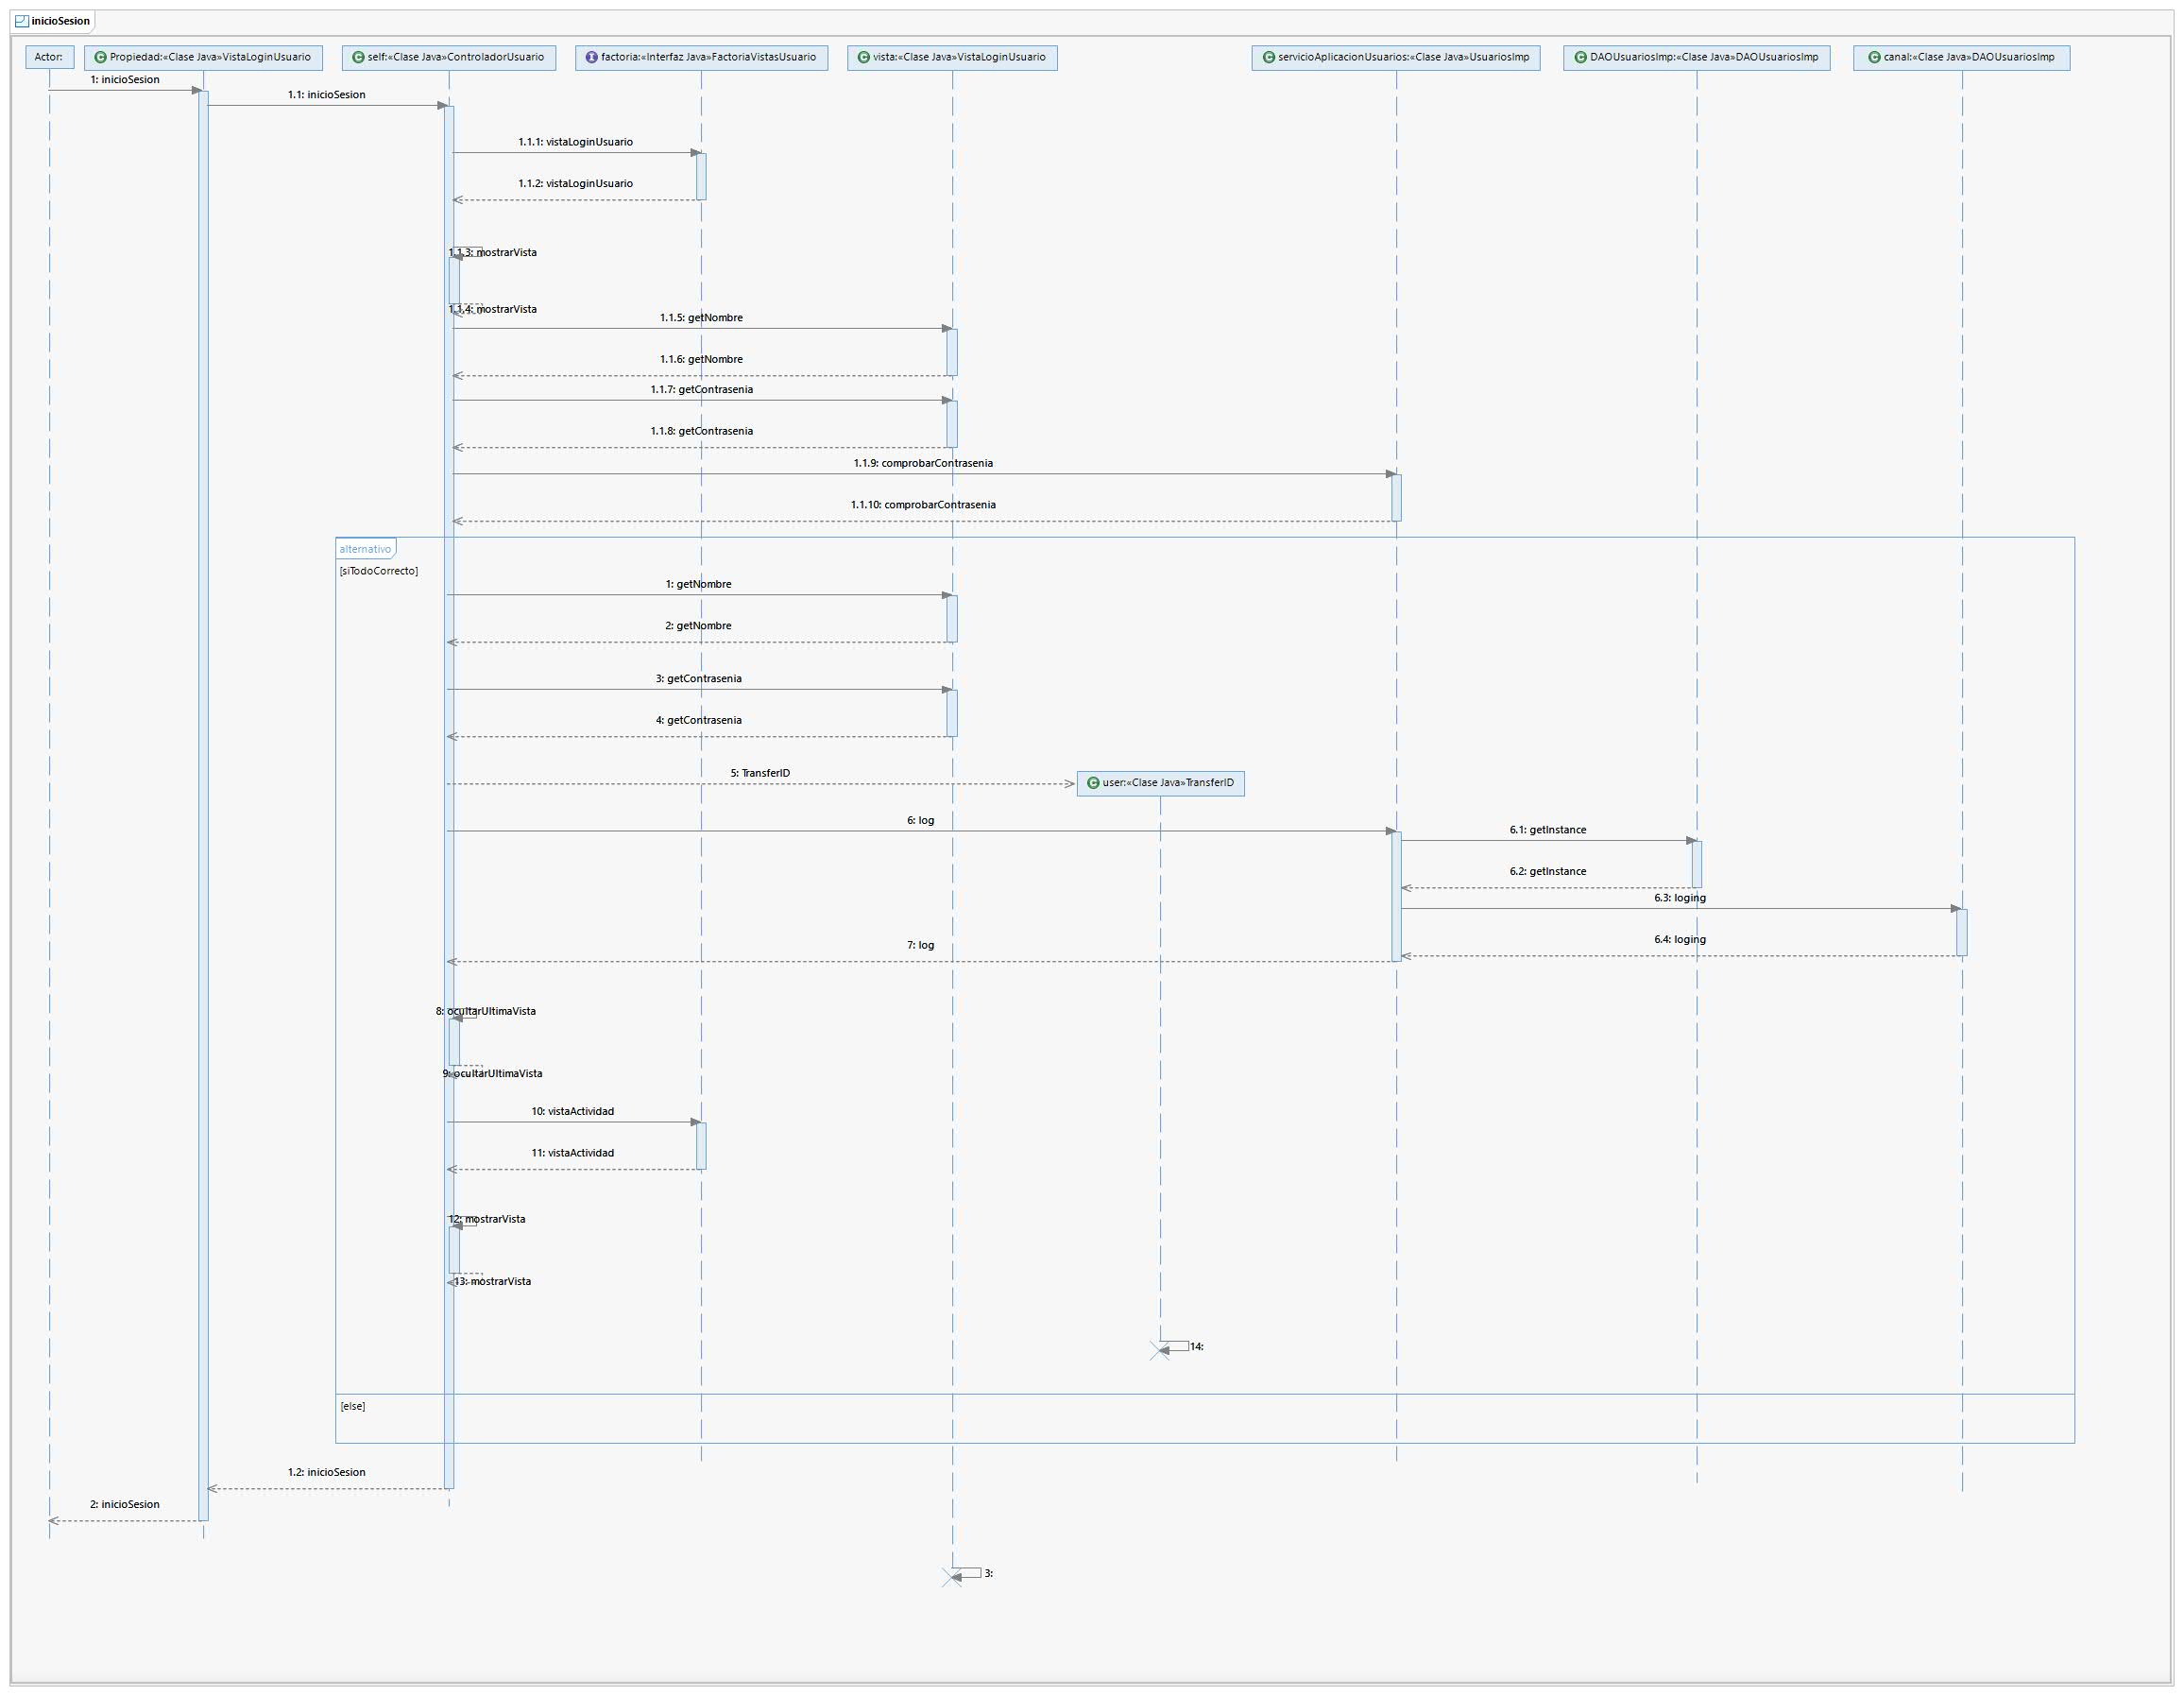 inicioSesion
Actor:
Propiedad:«Clase Java»VistaLoginUsuario
self:«Clase Java»ControladorUsuario
factoria:«Interfaz Java»FactoriaVistasUsuario
vista:«Clase Java»VistaLoginUsuario
servicioAplicacionUsuarios:«Clase Java»UsuariosImp
DAOUsuariosImp:«Clase Java»DAOUsuariosImp
canal:«Clase Java»DAOUsuariosImp
1: inicioSesion
1.1: inicioSesion
1.1.1: vistaLoginUsuario
1.1.2: vistaLoginUsuario
1.1.3: mostrarVista
1.1.4: mostrarVista
1.1.5: getNombre
1.1.6: getNombre
1.1.7: getContrasenia
1.1.8: getContrasenia
1.1.9: comprobarContrasenia
1.1.10: comprobarContrasenia
alternativo
[siTodoCorrecto]
1: getNombre
2: getNombre
3: getContrasenia
4: getContrasenia
5: TransferID
user:«Clase Java»TransferID
6: log
6.1: getInstance
6.2: getInstance
6.3: loging
6.4: loging
7: log
8: ocultarUltimaVista
9: ocultarUltimaVista
10: vistaActividad
11: vistaActividad
12: mostrarVista
13: mostrarVista
14:
[else]
1.2: inicioSesion
2: inicioSesion
3: